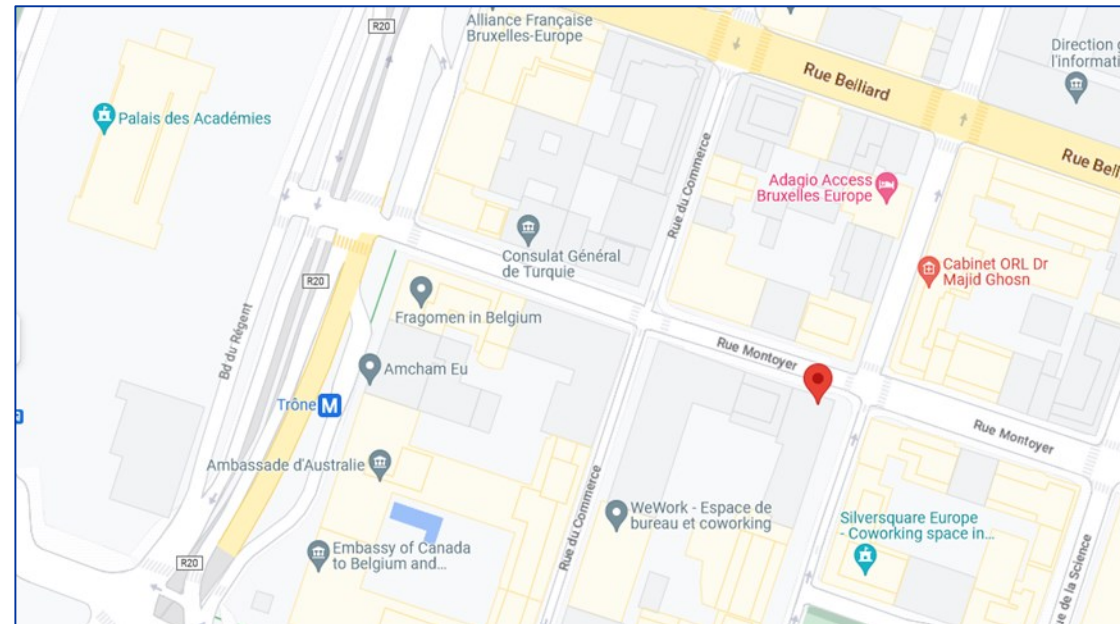 R20
Alliance Française
Bruxelles-Europe
Direction
l'informati
Rue Belliard
Palais des Académies
Rue Bell
Rue du Commerce
Adagio Access
Bruxelles Europe
Consulat Général
de Turquie
Cabinet ORL Dr
Majid Ghosn
R20
Fragomen in Belgium
Bd du Régent
Rue Montoyer
Amcham Eu
Trône M
Rue Montoyer
Ambassade d'Australie
WeWork - Espace de
bureau et coworking
Rue du Commerce
Silversquare Europe
- Coworking space in...
Embassy of Canada
to Belgium and...
R20
e de la Science